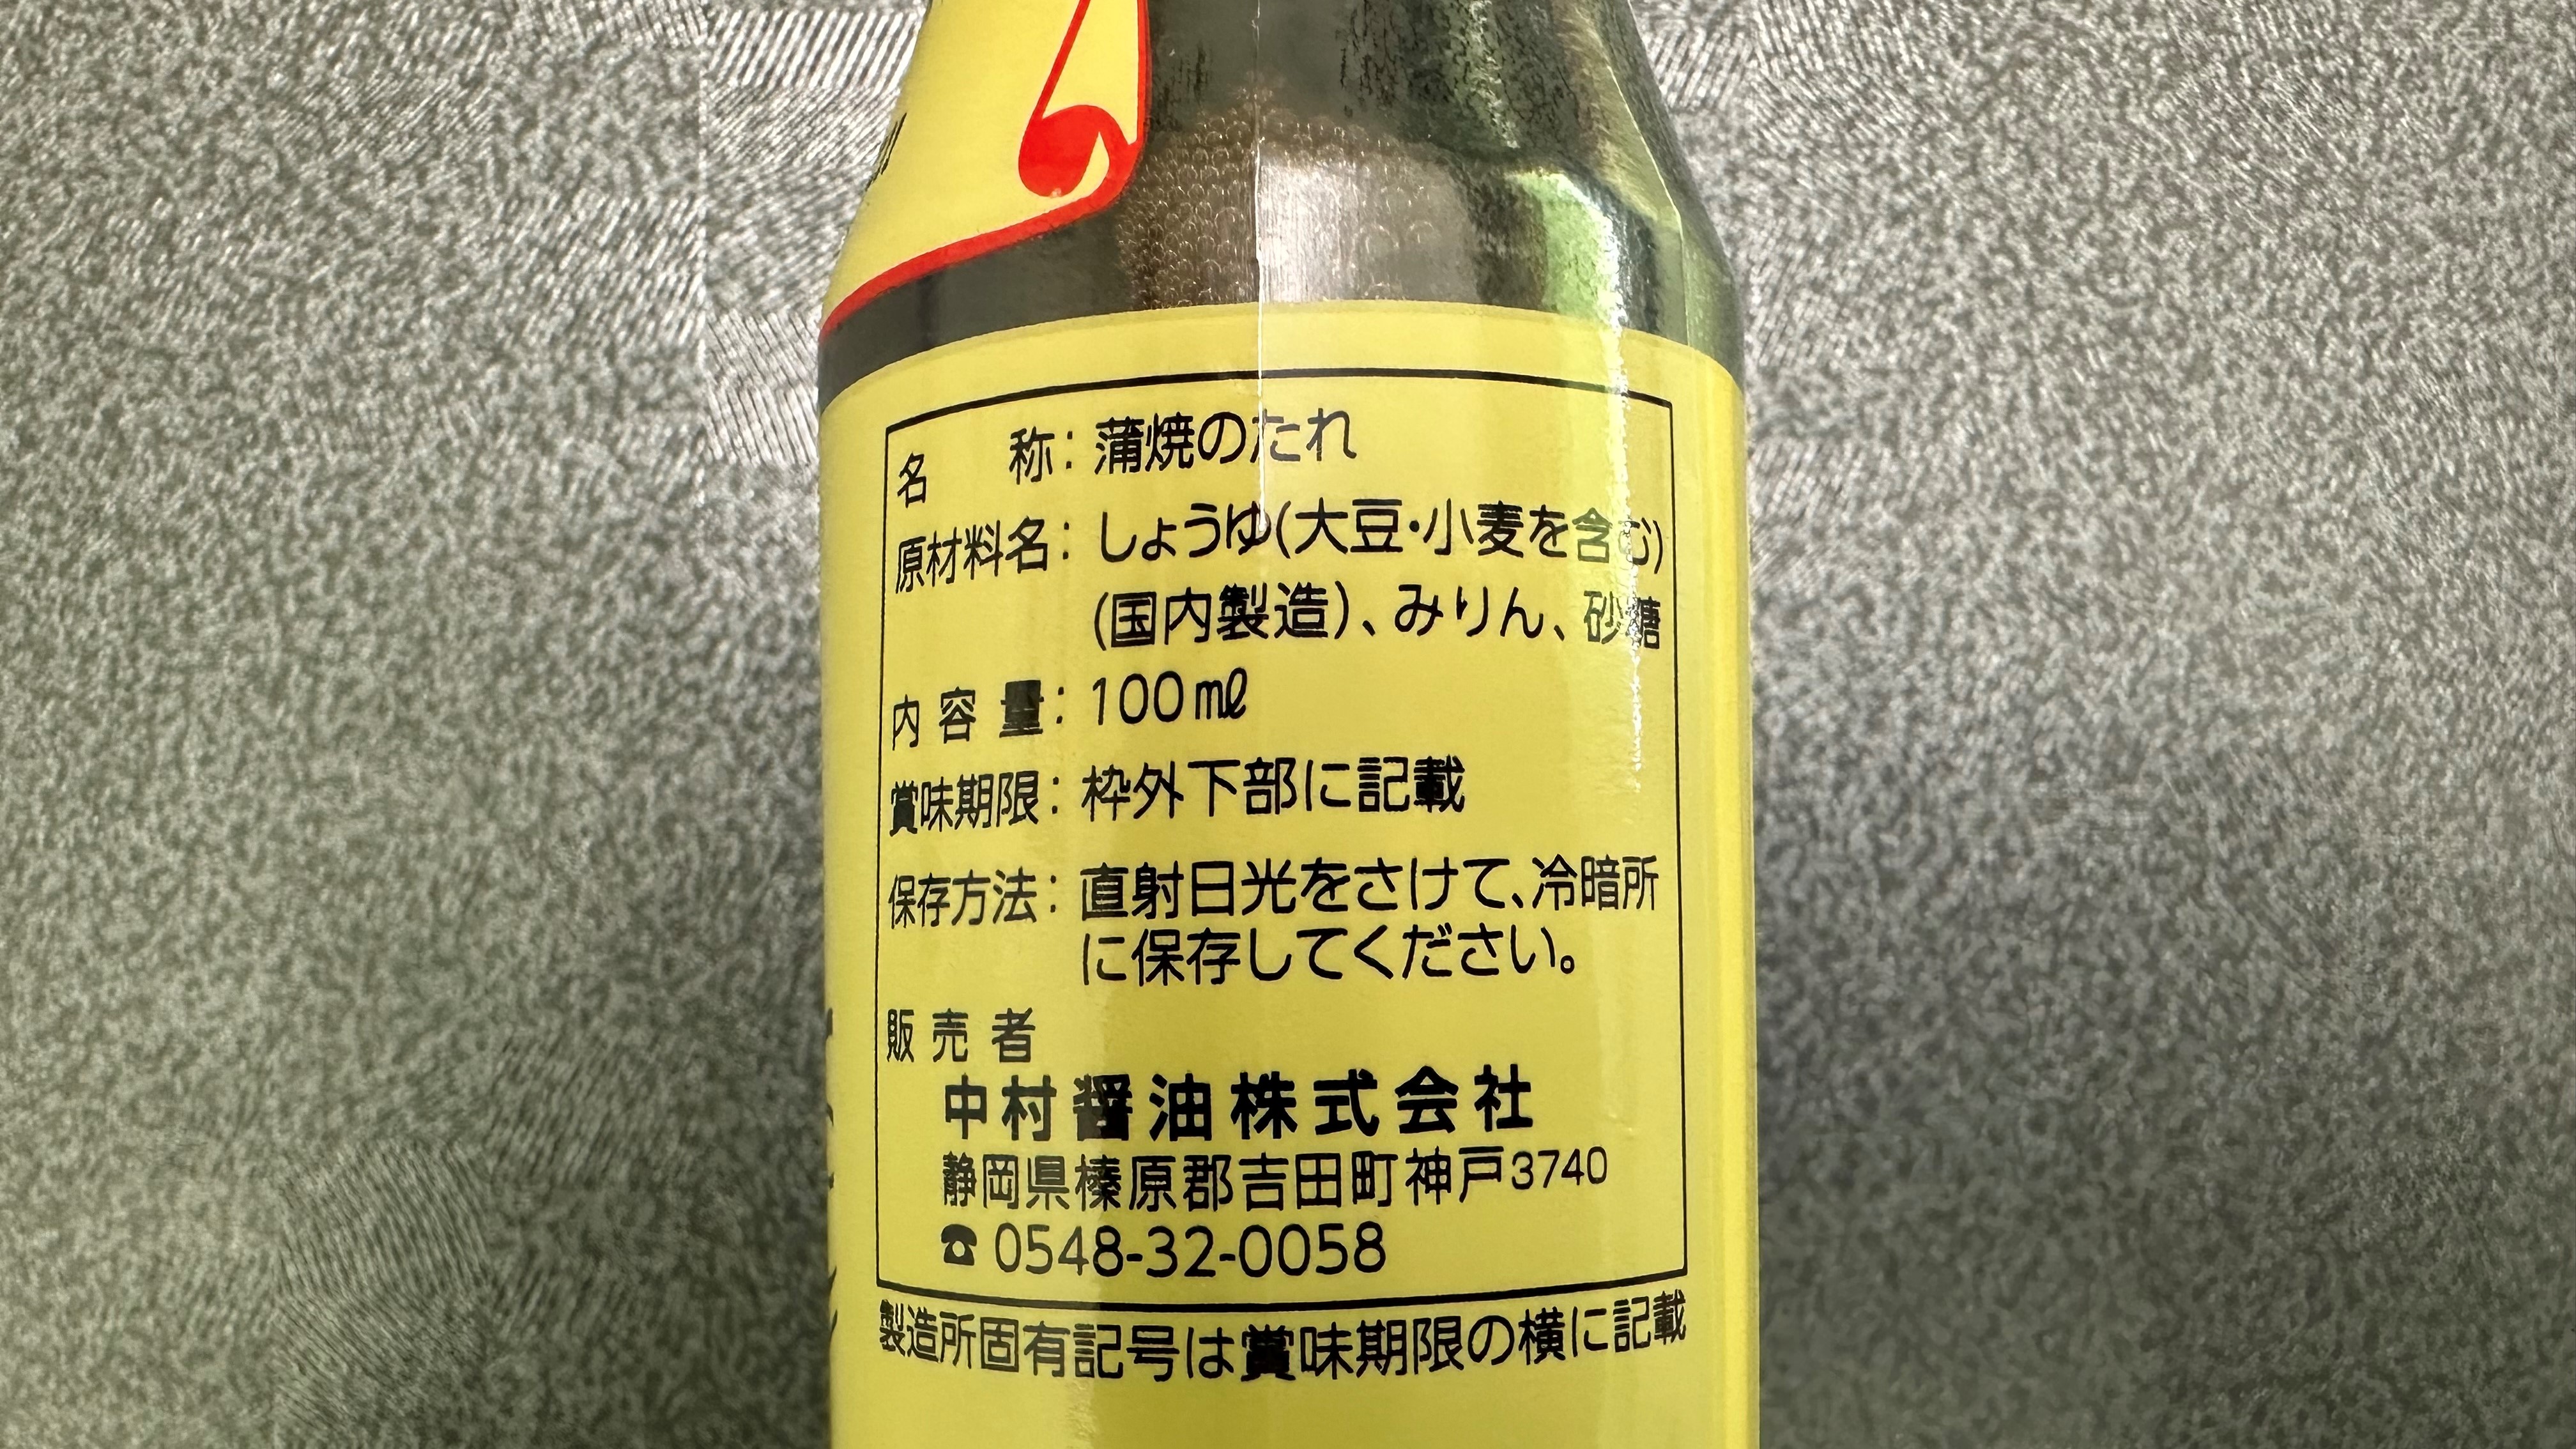 名称：蒲焼のたれ
原材料名：しょうゆ(大豆・小麦を含む)
(国内製造)、みりん、砂糖
内容量：100㎖
賞味期限：枠外下部に記載
保存方法：直射日光をさけて、冷暗所
に保存してください。
販売者
中村醤油株式会社
静岡県榛原郡吉田町神戸3740
☎0548-32-0058
製造所固有記号は賞味期限の横に記載